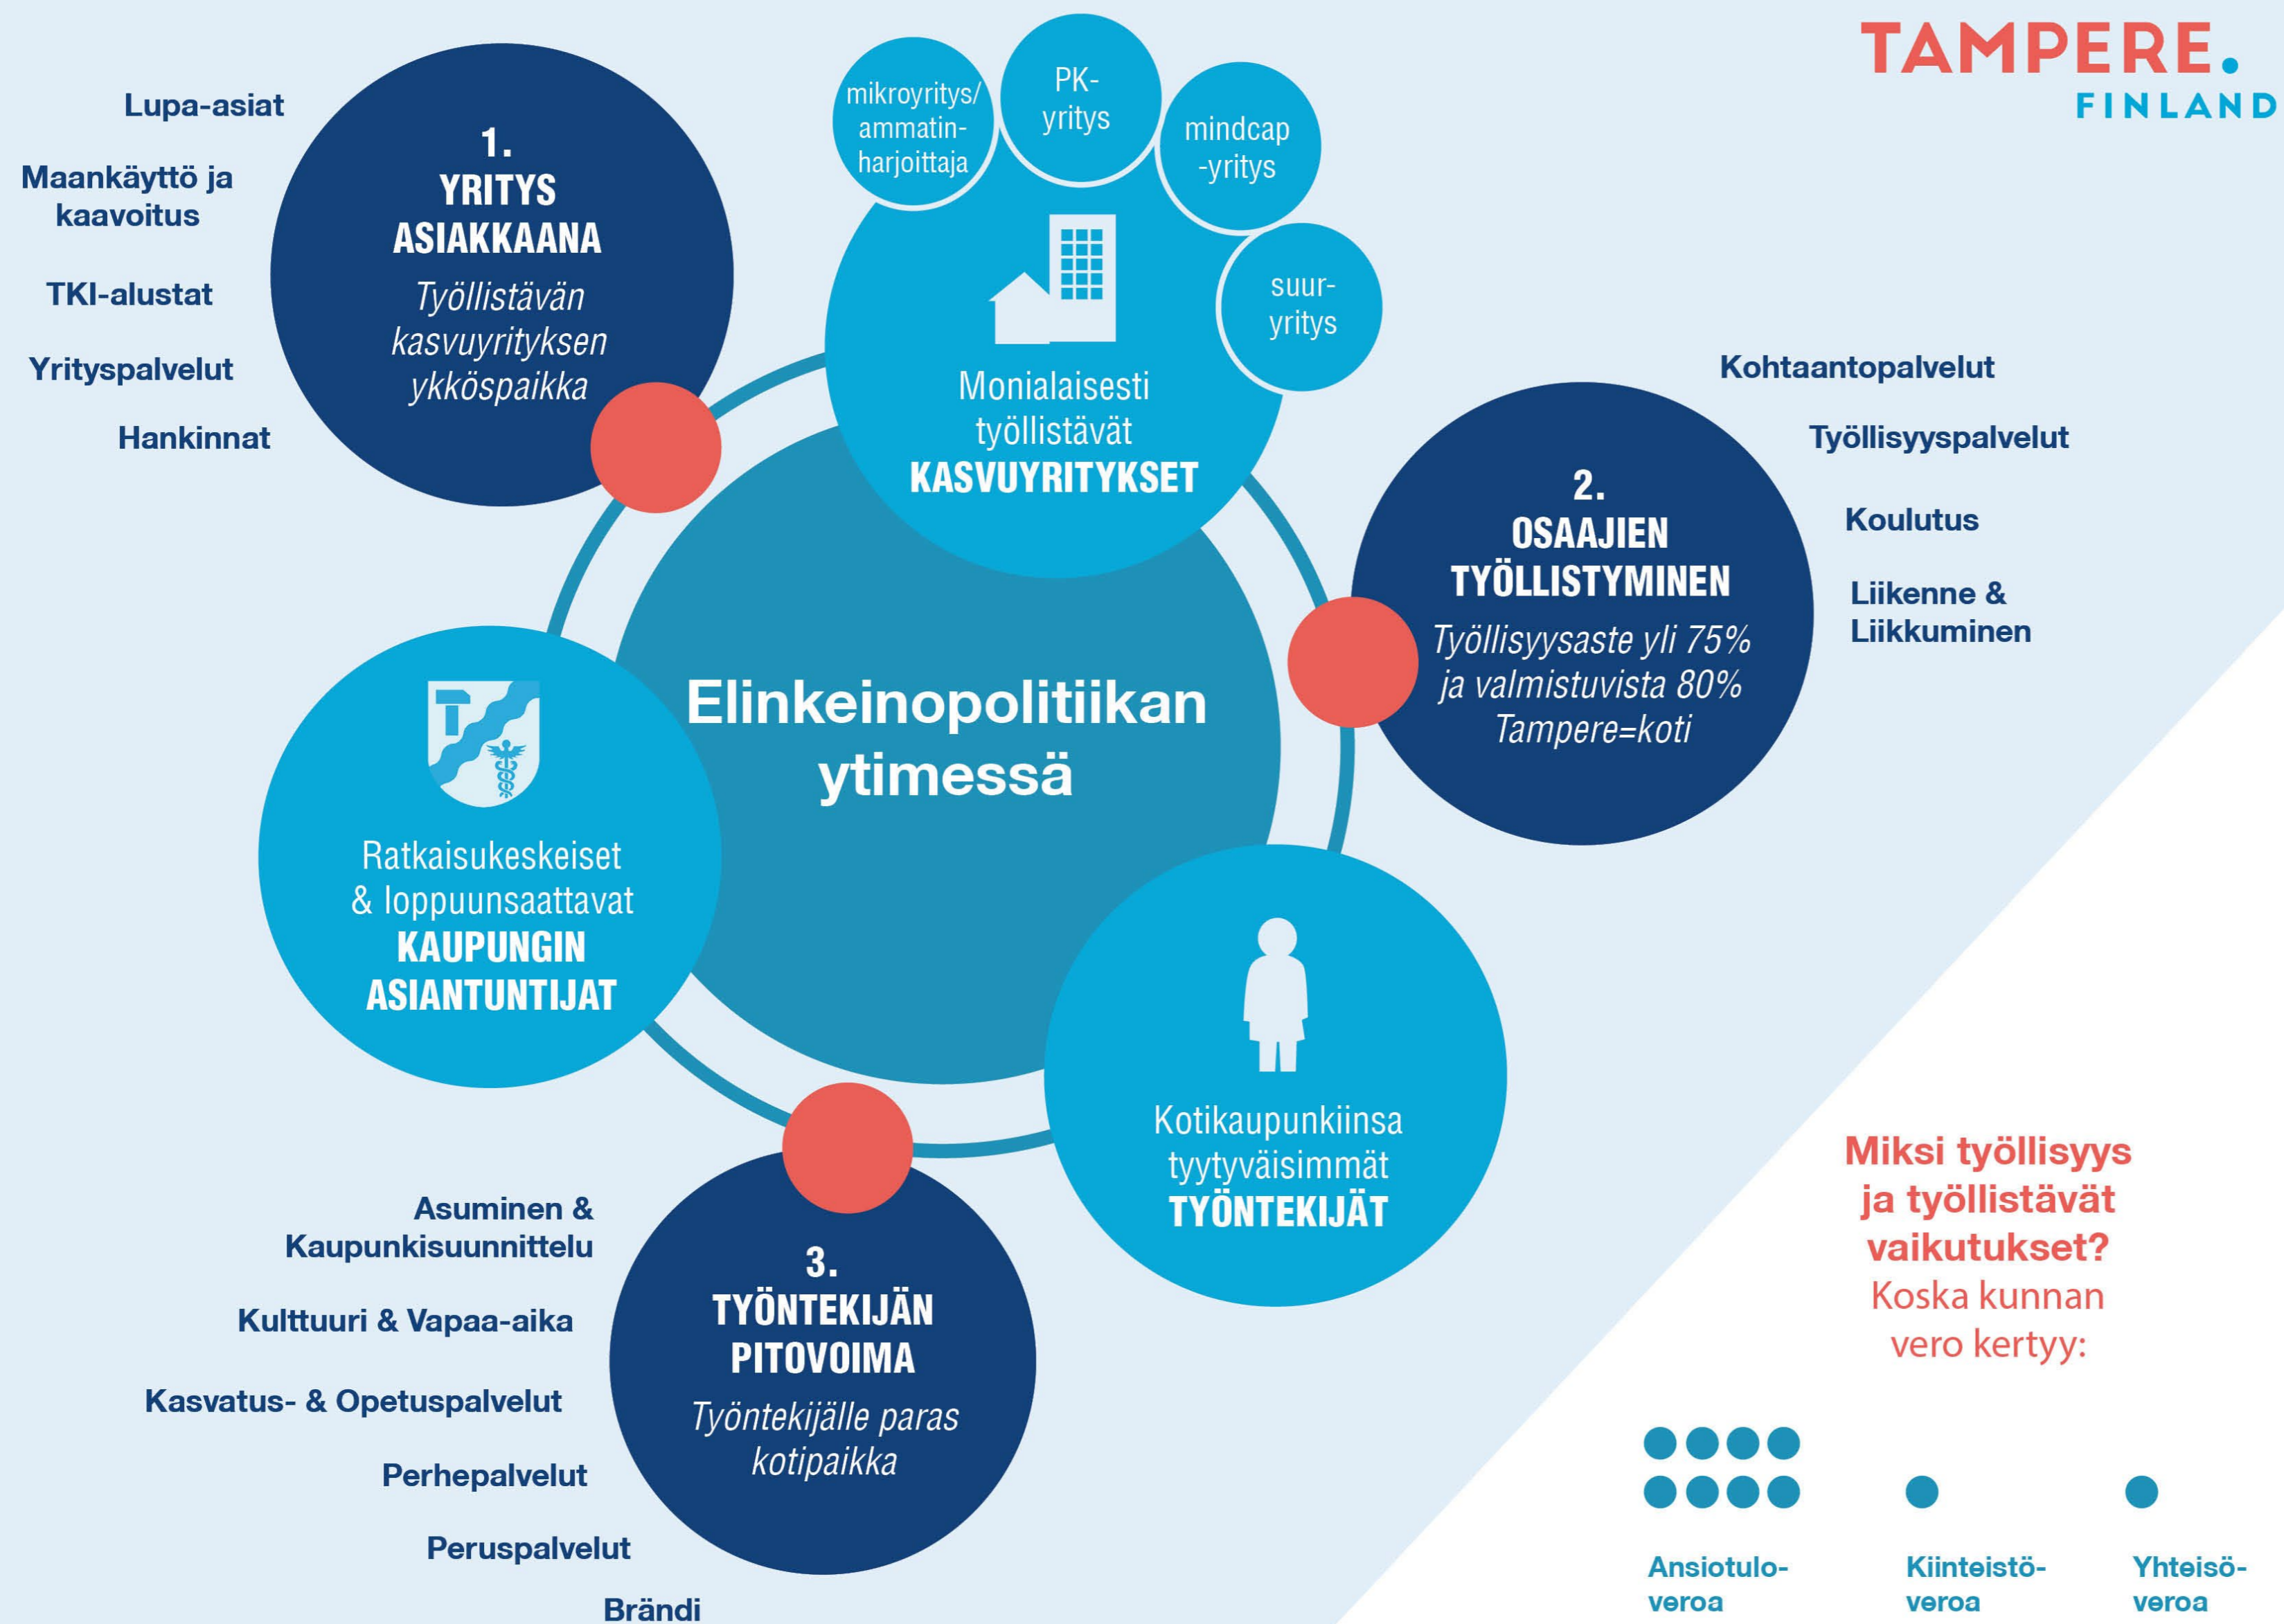 TAMPERE.
FINLAND
Lupa-asiat
Maankäyttö ja
kaavoitus
TKI-alustat
Yrityspalvelut
Hankinnat
1.
YRITYS
ASIAKKAANA
Työllistävän
kasvuyrityksen
ykköspaikka
mikroyritys/
ammatin-
harjoittaja
PK-
yritys
mindcap
-yritys
suur-
yritys
Monialaisesti
työllistävät
KASVUYRITYKSET
Kohtaantopalvelut
Työllisyyspalvelut
Koulutus
Liikenne &
Liikkuminen
2.
OSAAJIEN
TYÖLLISTYMINEN
Työllisyysaste yli 75%
ja valmistuvista 80%
Tampere=koti
Elinkeinopolitiikan
ytimessä
Ratkaisukeskeiset
& loppuunsaattavat
KAUPUNGIN
ASIANTUNTIJAT
Kotikaupunkiinsa
tyytyväisimmät
TYÖNTEKIJÄT
Asuminen &
Kaupunkisuunnittelu
Kulttuuri & Vapaa-aika
Kasvatus- & Opetuspalvelut
Perhepalvelut
Peruspalvelut
Brändi
3.
TYÖNTEKIJÄN
PITOVOIMA
Työntekijälle paras
kotipaikka
Miksi työllisyys
ja työllistävät
vaikutukset?
Koska kunnan
vero kertyy:
Ansiotulo-
veroa
Kiinteistö-
veroa
Yhteisö-
veroa